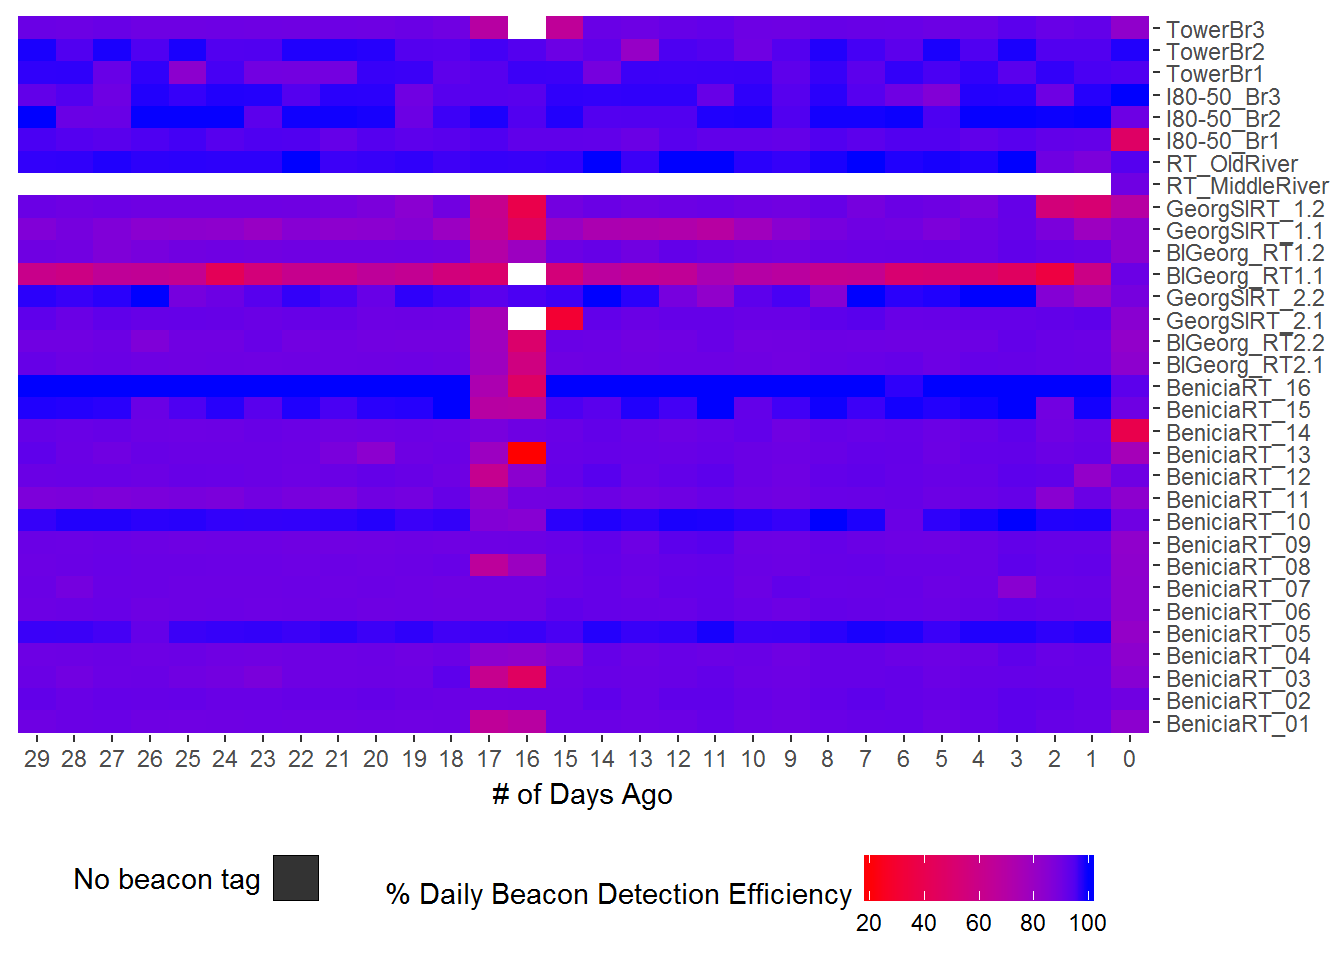 TowerBr3
TowerBr2
TowerBr1
I80-50_Br3
I80-50_Br2
I80-50_Br1
RT_OldRiver
RT_MiddleRiver
GeorgSlRT_1.2
GeorgSlRT_1.1
BlGeorg_RT1.2
BlGeorg_RT1.1
GeorgSlRT_2.2
GeorgSlRT_2.1
BlGeorg_RT2.2
BlGeorg_RT2.1
BeniciaRT_16
BeniciaRT_15
BeniciaRT_14
BeniciaRT_13
BeniciaRT_12
BeniciaRT_11
BeniciaRT_10
BeniciaRT_09
BeniciaRT_08
BeniciaRT_07
BeniciaRT_06
BeniciaRT_05
BeniciaRT_04
BeniciaRT_03
BeniciaRT_02
BeniciaRT_01
29 28 27 26 25 24 23 22 21 20 19 18 17 16 15 14 13 12 11 10 9 8 7 6 5 4 3 2 1 0
# of Days Ago
No beacon tag
% Daily Beacon Detection Efficiency
20 40 60 80 100